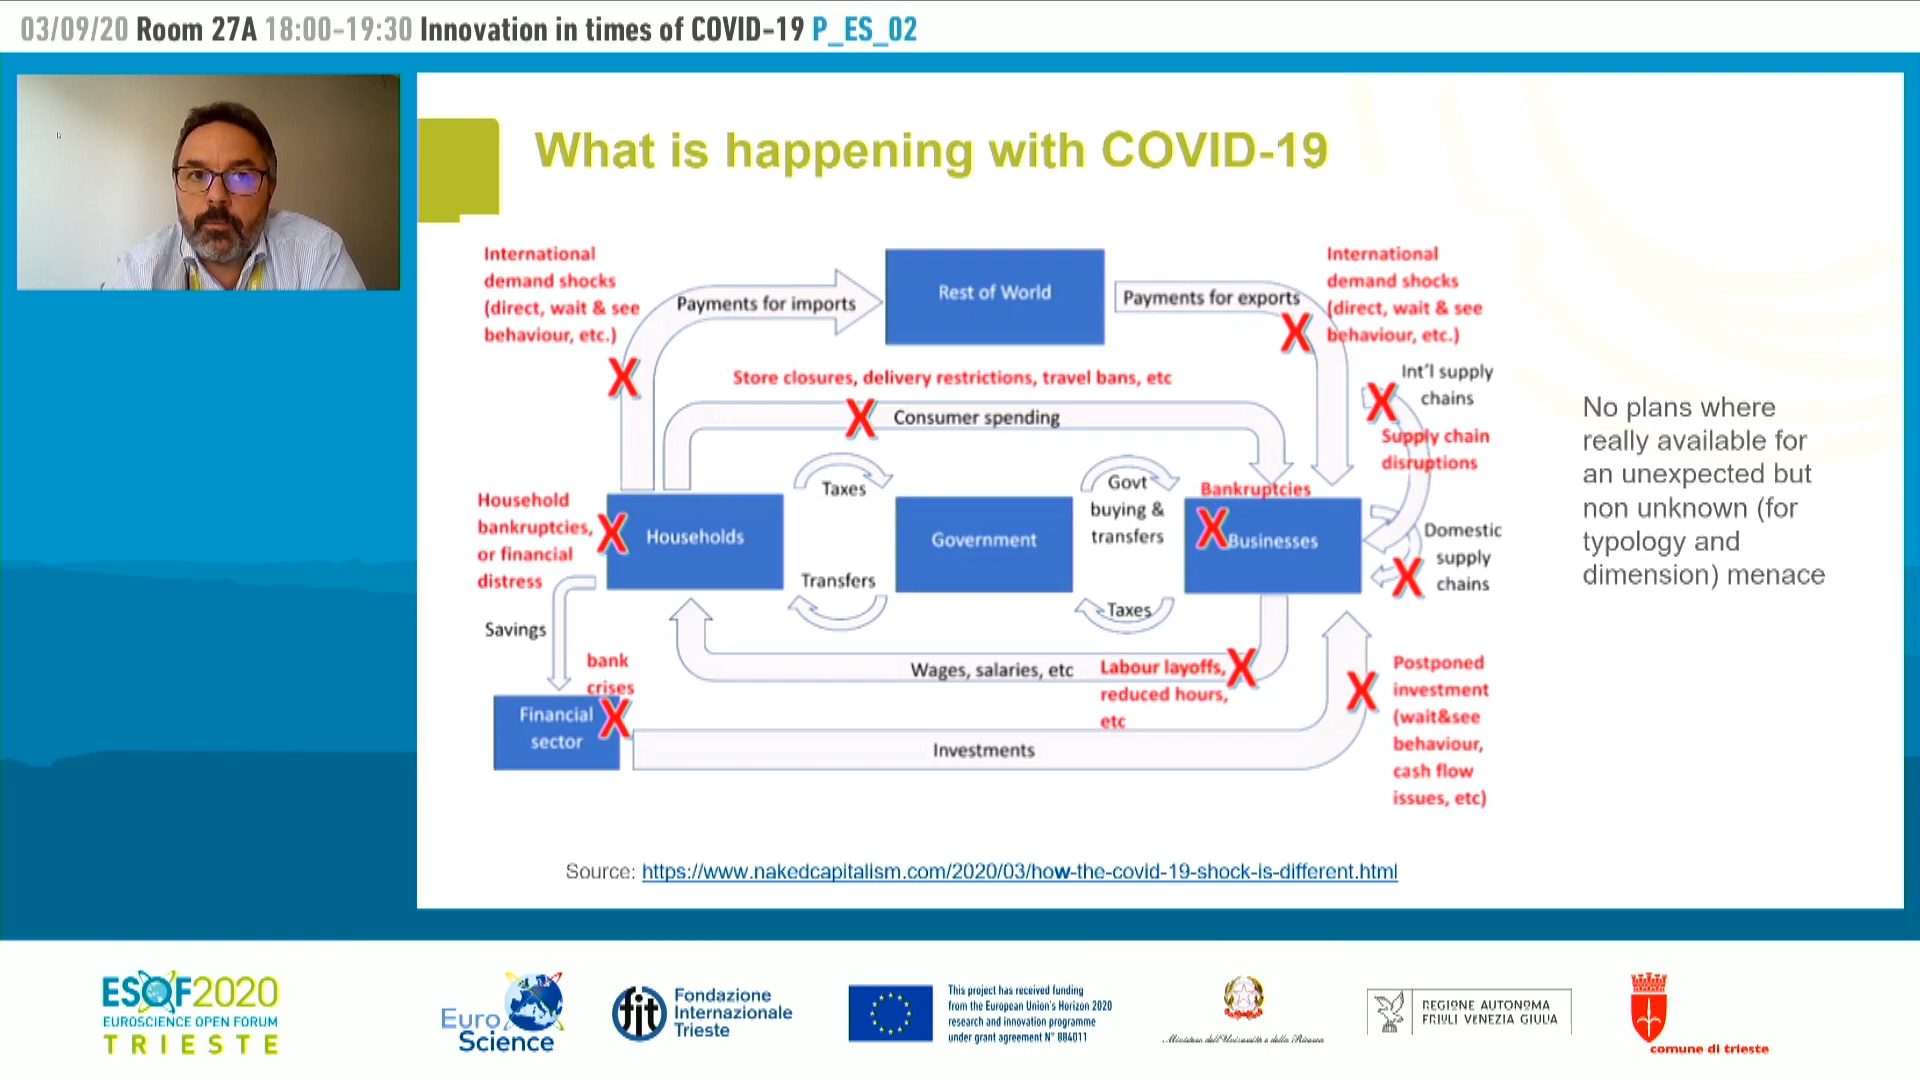 03/09/20 Room 27A 18:00-19:30 Innovation in times of COVID-19 P_ES_02
What is happening with COVID-19
International
demand shocks
(direct, wait & see
behaviour, etc.)
Payments for imports
Rest of World
Payments for exports
International
demand shocks
(direct, wait & see
behaviour, etc.)
Store closures, delivery restrictions, travel bans, etc
Consumer spending
Int'l supply
chains
Supply chain
disruptions
Household
bankruptcies,
or financial
distress
Households
Taxes
Transfers
Government
Govt
buying &
transfers
Taxes
Bankruptcies
Businesses
Domestic
supply
chains
Savings
bank
crises
Financial
sector
Wages, salaries, etc
Labour layoffs,
reduced hours,
etc
Investments
Postponed
investment
(wait&see
behaviour,
cash flow
issues, etc)
No plans where
really available for
an unexpected but
non unknown (for
typology and
dimension) menace
Source: https://www.nakedcapitalism.com/2020/03/how-the-covid-19-shock-is-different.html
ESOF2020
EUROSCIENCE OPEN FORUM
TRIESTE
Euro
Science
fit
Fondazione
Internazionale
Trieste
This project has received funding
from the European Union's Horizon 2020
research and innovation programme
under grant agreement N° 884011
Ministero dell'Università e della Ricerca
REGIONE AUTONOMA
FRIULI VENEZIA GIULIA
comune di trieste